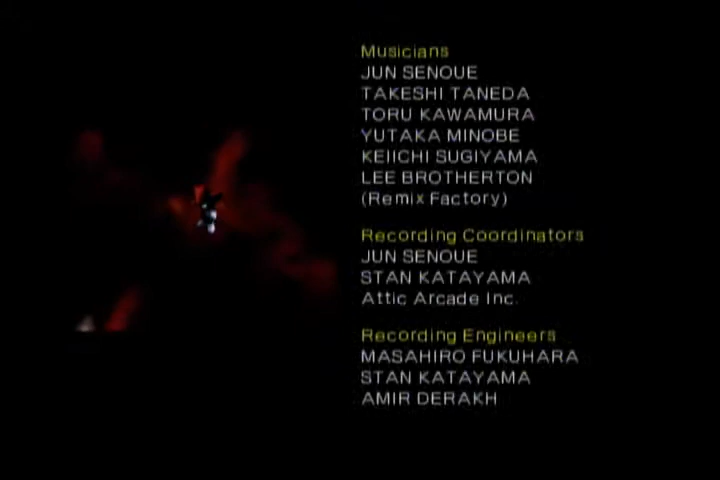 Musicians
JUN SENOUE
TAKESHI TANEDA
TORU KAWAMURA
YUTAKA MINOBE
KEIICHI SUGIYAMA
LEE BROTHERTON
(Remix Factory)
Recording Coordinators
JUN SENOUE
STAN KATAYAMA
Attic Arcade Inc.
Recording Engineers
MASAHIRO FUKUHARA
STAN KATAYAMA
AMIR DERAKH